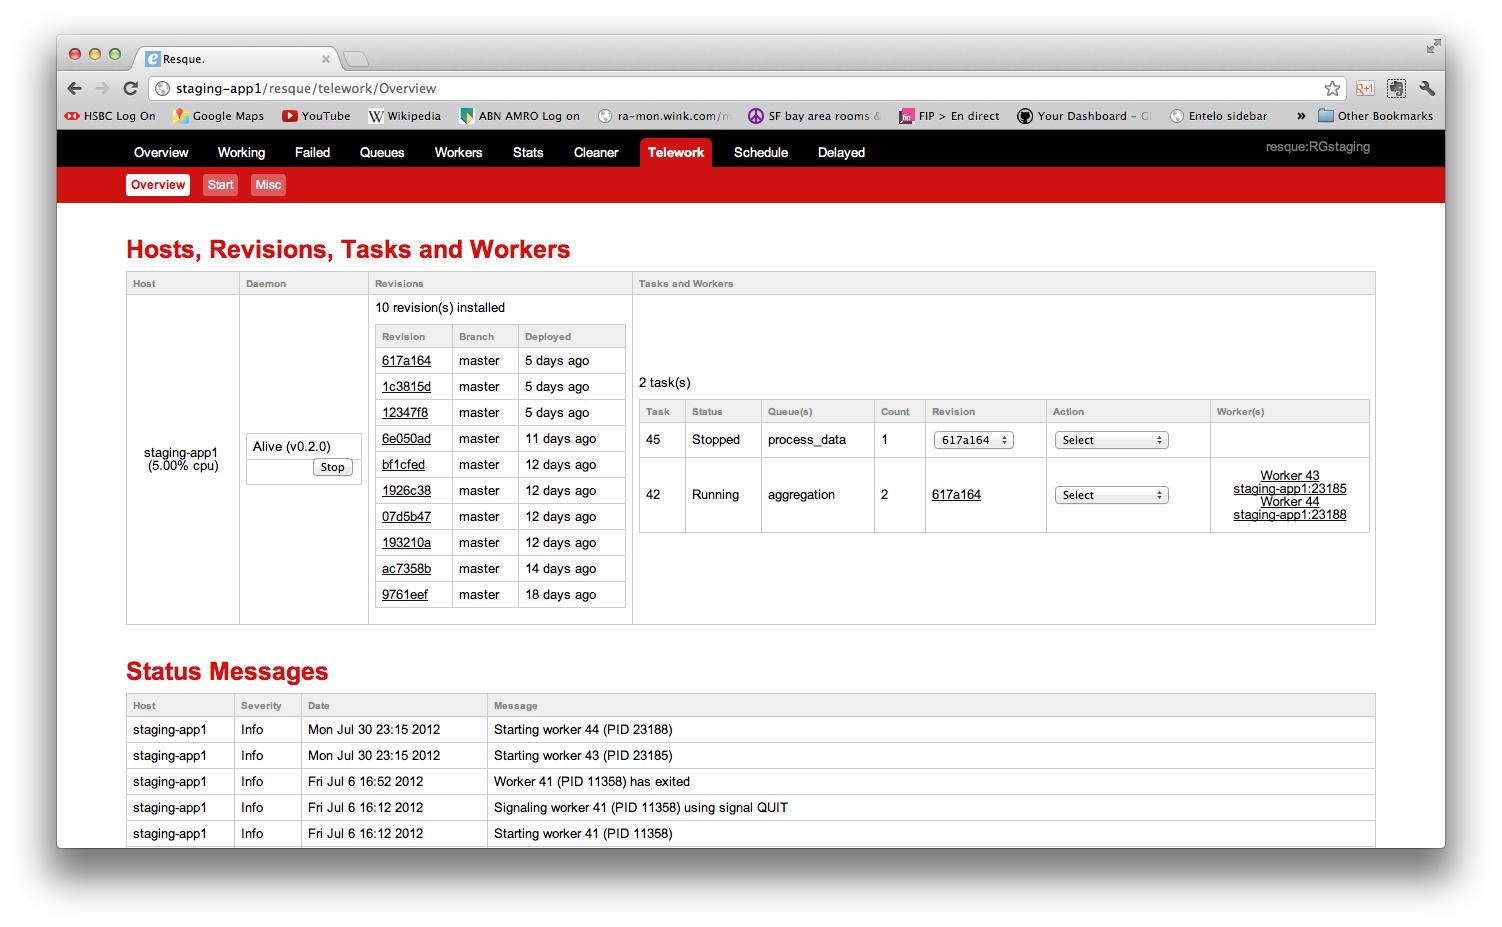 Resque.
staging-app1/resque/telework/Overview
HSBC Log On Google Maps YouTube Wikipedia ABN AMRO Log on ra-mon.wink.com/ SF bay area rooms & FIP > En direct Your Dashboard - Entelo sidebar » Other Bookmarks
Overview Working Failed Queues Workers Stats Cleaner Telework Schedule Delayed resque:RGstaging
Overview Start Misc
Hosts, Revisions, Tasks and Workers
Host Daemon Revisions Tasks and Workers
10 revision(s) installed
Revision Branch Deployed
617a164 master 5 days ago
1c3815d master 5 days ago
12347f8 master 5 days ago
6e050ad master 11 days ago
bf1cfed master 12 days ago
1926c38 master 12 days ago
07d5b47 master 12 days ago
193210a master 12 days ago
ac7358b master 14 days ago
9761eef master 18 days ago
staging-app1
(5.00% cpu)
Alive (v0.2.0)
Stop
2 task(s)
Task Status Queue(s) Count Revision Action Worker(s)
45 Stopped process_data 1 617a164 Select
42 Running aggregation 2 617a164 Select
Worker 43
staging-app1:23185
Worker 44
staging-app1:23188
Status Messages
Host Severity Date Message
staging-app1 Info Mon Jul 30 23:15 2012 Starting worker 44 (PID 23188)
staging-app1 Info Mon Jul 30 23:15 2012 Starting worker 43 (PID 23185)
staging-app1 Info Fri Jul 6 16:52 2012 Worker 41 (PID 11358) has exited
staging-app1 Info Fri Jul 6 16:12 2012 Signaling worker 41 (PID 11358) using signal QUIT
staging-app1 Info Fri Jul 6 16:12 2012 Starting worker 41 (PID 11358)